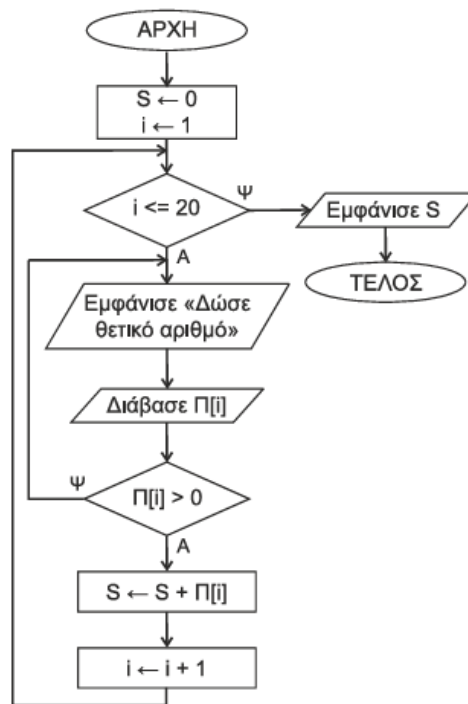 ΑΡΧΗ
S ← 0
i ← 1
i <= 20
Ψ
Εμφάνισε S
Α
ΤΕΛΟΣ
Εμφάνισε «Δώσε
θετικό αριθμό»
Διάβασε Π[i]
Ψ
Π[i] > 0
Α
S ← S + Π[i]
i ← i + 1